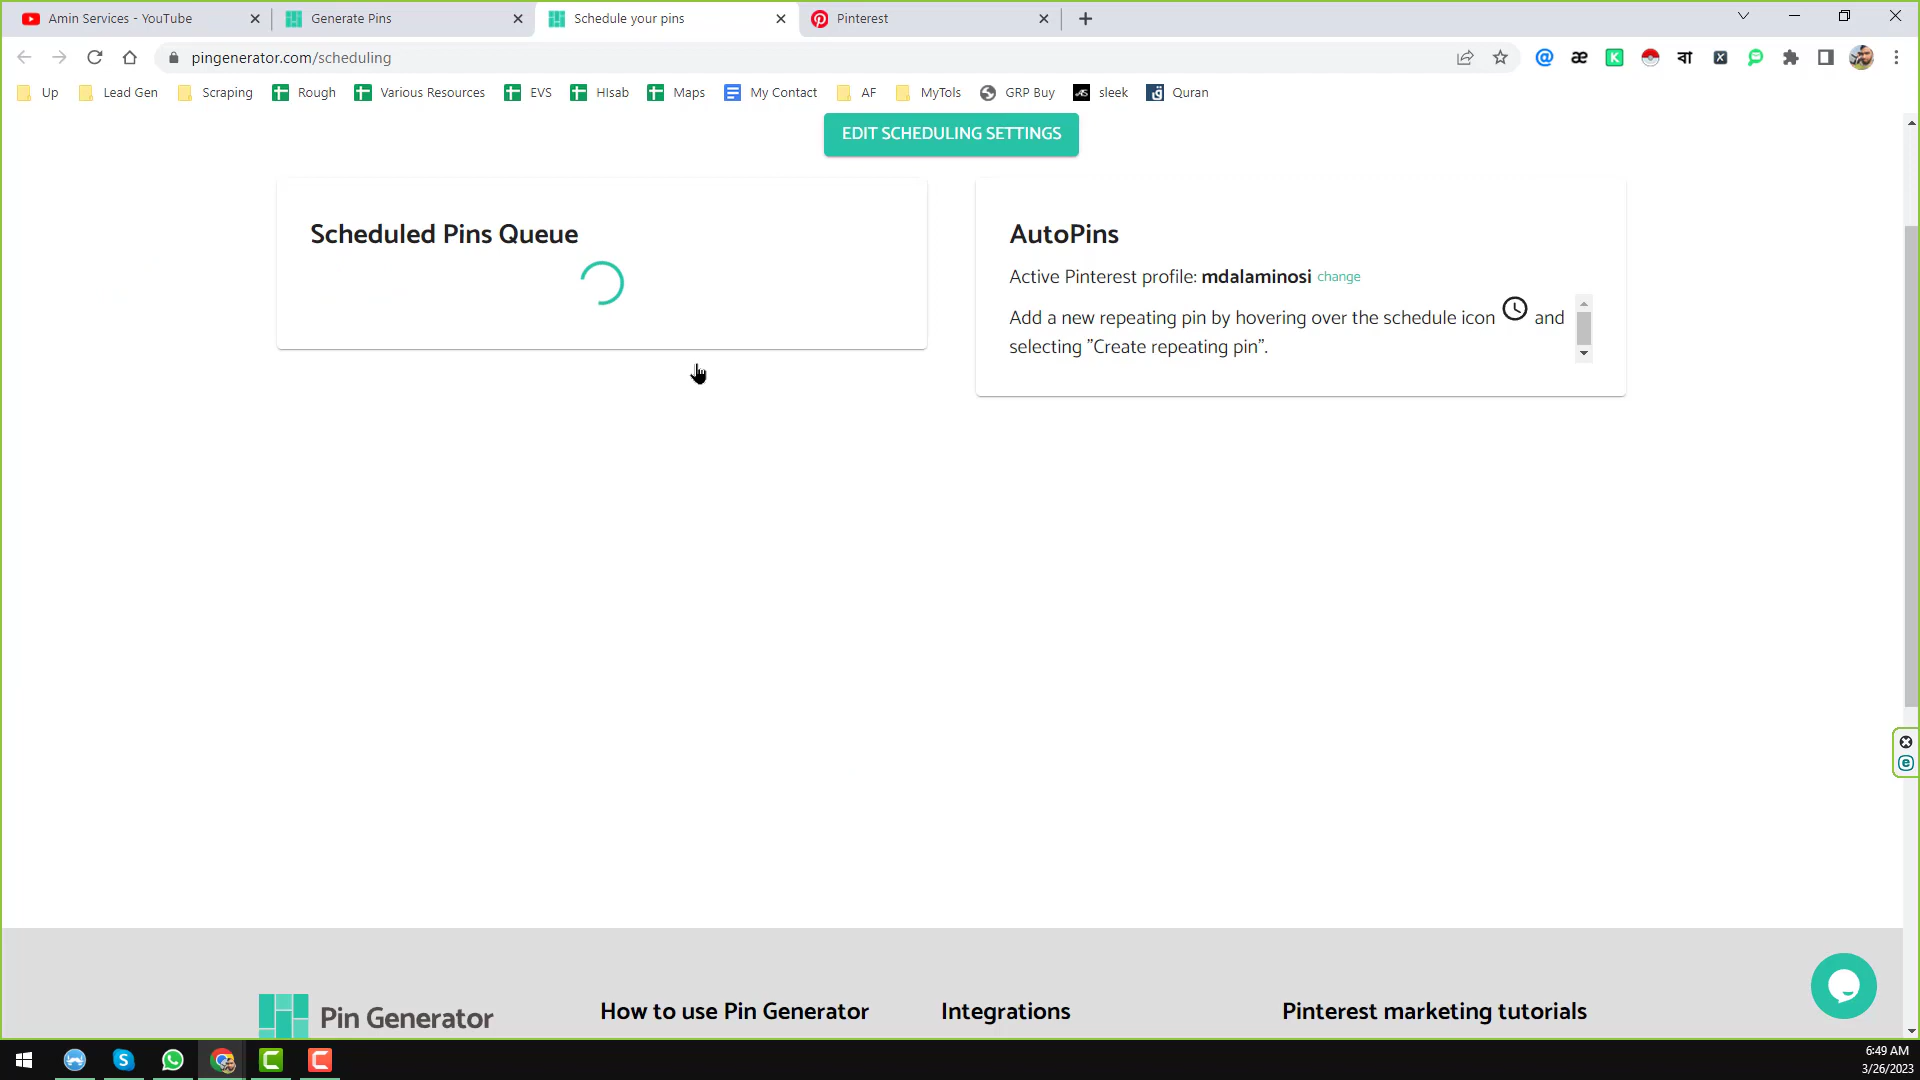 Amin Services - YouTube
Generate Pins
Schedule your pins
Pinterest
pingenerator.com/scheduling
Up
Lead Gen
Scraping
Rough
Various Resources
EVS
HIsab
Maps
My Contact
AF
MyTols
GRP Buy
sleek
Quran
EDIT SCHEDULING SETTINGS
Scheduled Pins Queue
AutoPins
Active Pinterest profile: mdalaminosi change
Add a new repeating pin by hovering over the schedule icon and
selecting "Create repeating pin".
Pin Generator
How to use Pin Generator
Integrations
Pinterest marketing tutorials
6:49 AM
3/26/2023